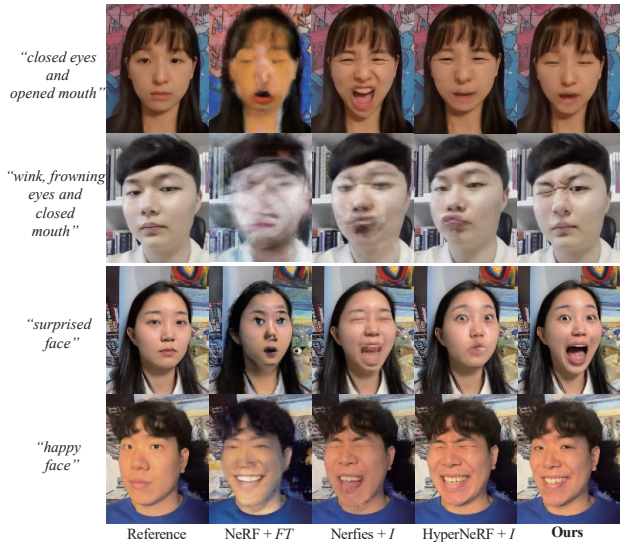 “closed eyes
and
opened mouth”
“wink, frowning
eyes and
closed
mouth”
“surprised
face”
“happy
face”
Reference NeRF + FT Nerfies + I HyperNeRF + I Ours